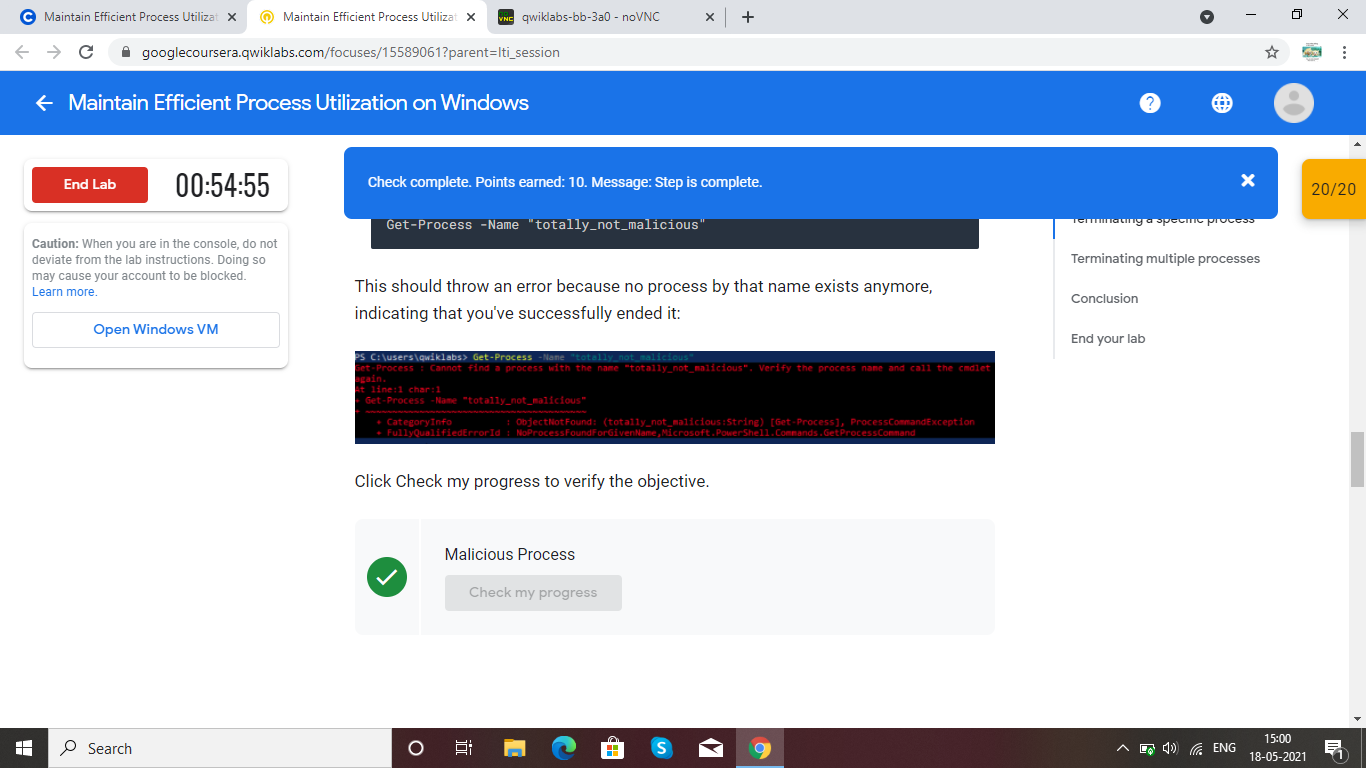 Maintain Efficient Process Utilizat
Maintain Efficient Process Utilizat
qwiklabs-bb-3a0 - noVNC
googlecoursera.qwiklabs.com/focuses/15589061?parent=lti_session
Maintain Efficient Process Utilization on Windows
End Lab
00:54:55
Caution: When you are in the console, do not
deviate from the lab instructions. Doing so
may cause your account to be blocked.
Learn more.
Open Windows VM
Check complete. Points earned: 10. Message: Step is complete.
20/20
Get-Process -Name "totally_not_malicious"
This should throw an error because no process by that name exists anymore,
indicating that you've successfully ended it:
PS C:\users\qwiklabs> Get-Process -Name "totally_not_malicious"
Get-Process : Cannot find a process with the name "totally_not_malicious". Verify the process name and call the cmdlet
again.
At line:1 char:1
+ Get-Process -Name "totally_not_malicious"
+ ~~~~~~~~~~~~~~~~~~~~~~~~~~~~~~~~~~~~~~~~~
+ CategoryInfo : ObjectNotFound: (totally_not_malicious:String) [Get-Process], ProcessCommandException
+ FullyQualifiedErrorId : NoProcessFoundForGivenName,Microsoft.PowerShell.Commands.GetProcessCommand
Click Check my progress to verify the objective.
Malicious Process
Check my progress
Terminating a specific process
Terminating multiple processes
Conclusion
End your lab
Search
ENG
15:00
18-05-2021
1